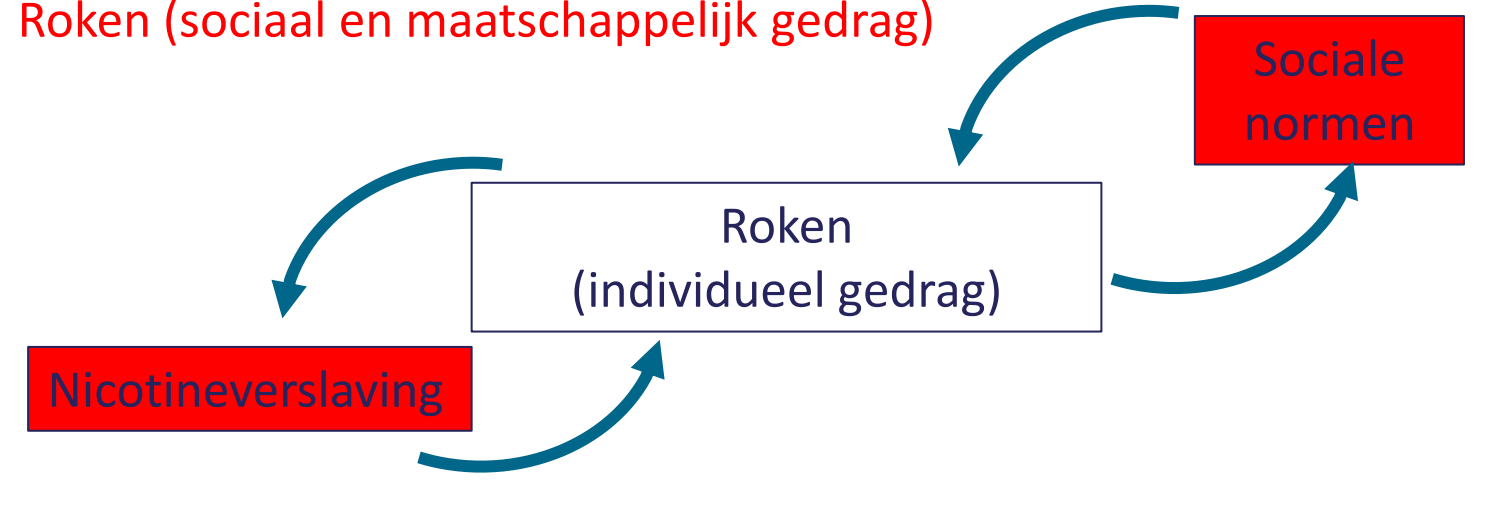 Roken (sociaal en maatschappelijk gedrag)
Sociale
normen
Roken
(individueel gedrag)
Nicotineverslaving